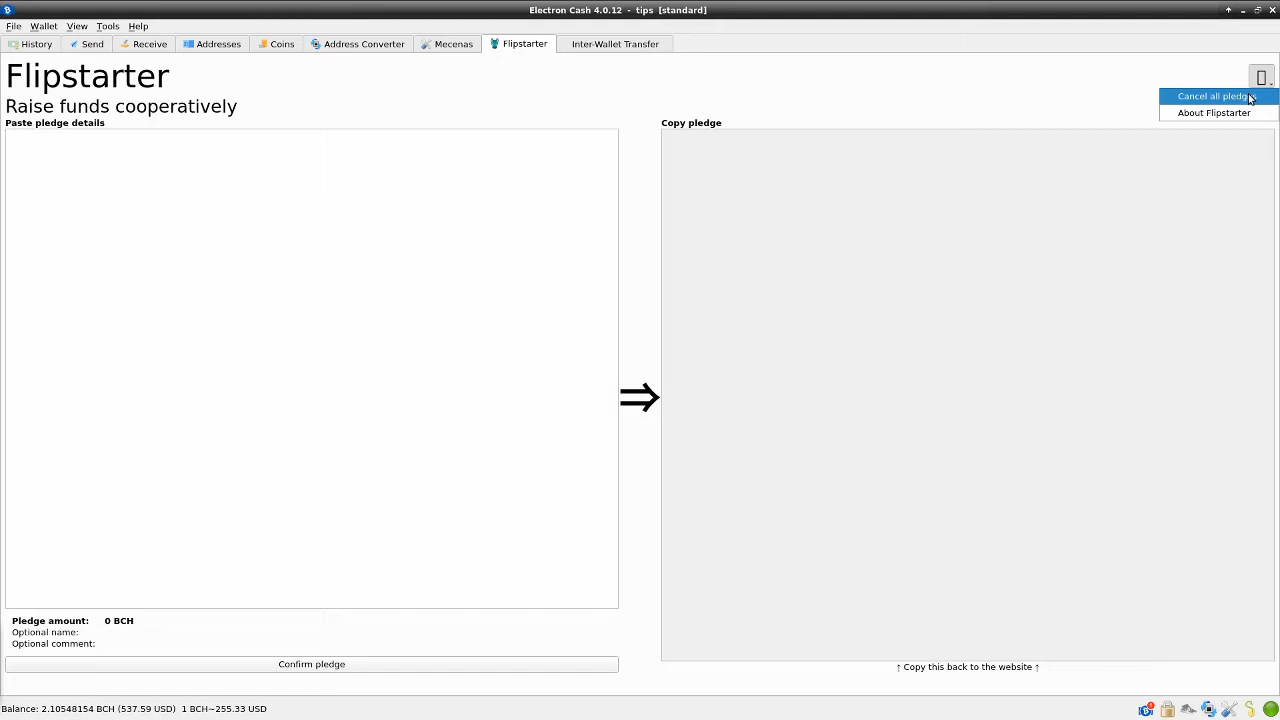 Electron Cash 4.0.12 - tips [standard]
File Wallet View Tools Help
History Send Receive Addresses Coins Address Converter Mecenas Flipstarter Inter-Wallet Transfer
Flipstarter
Raise funds cooperatively
Cancel all pledges
About Flipstarter
Paste pledge details
Copy pledge
⇒
Pledge amount: 0 BCH
Optional name:
Optional comment:
Confirm pledge
↑ Copy this back to the website ↑
Balance: 2.10548154 BCH (537.59 USD) 1 BCH~255.33 USD